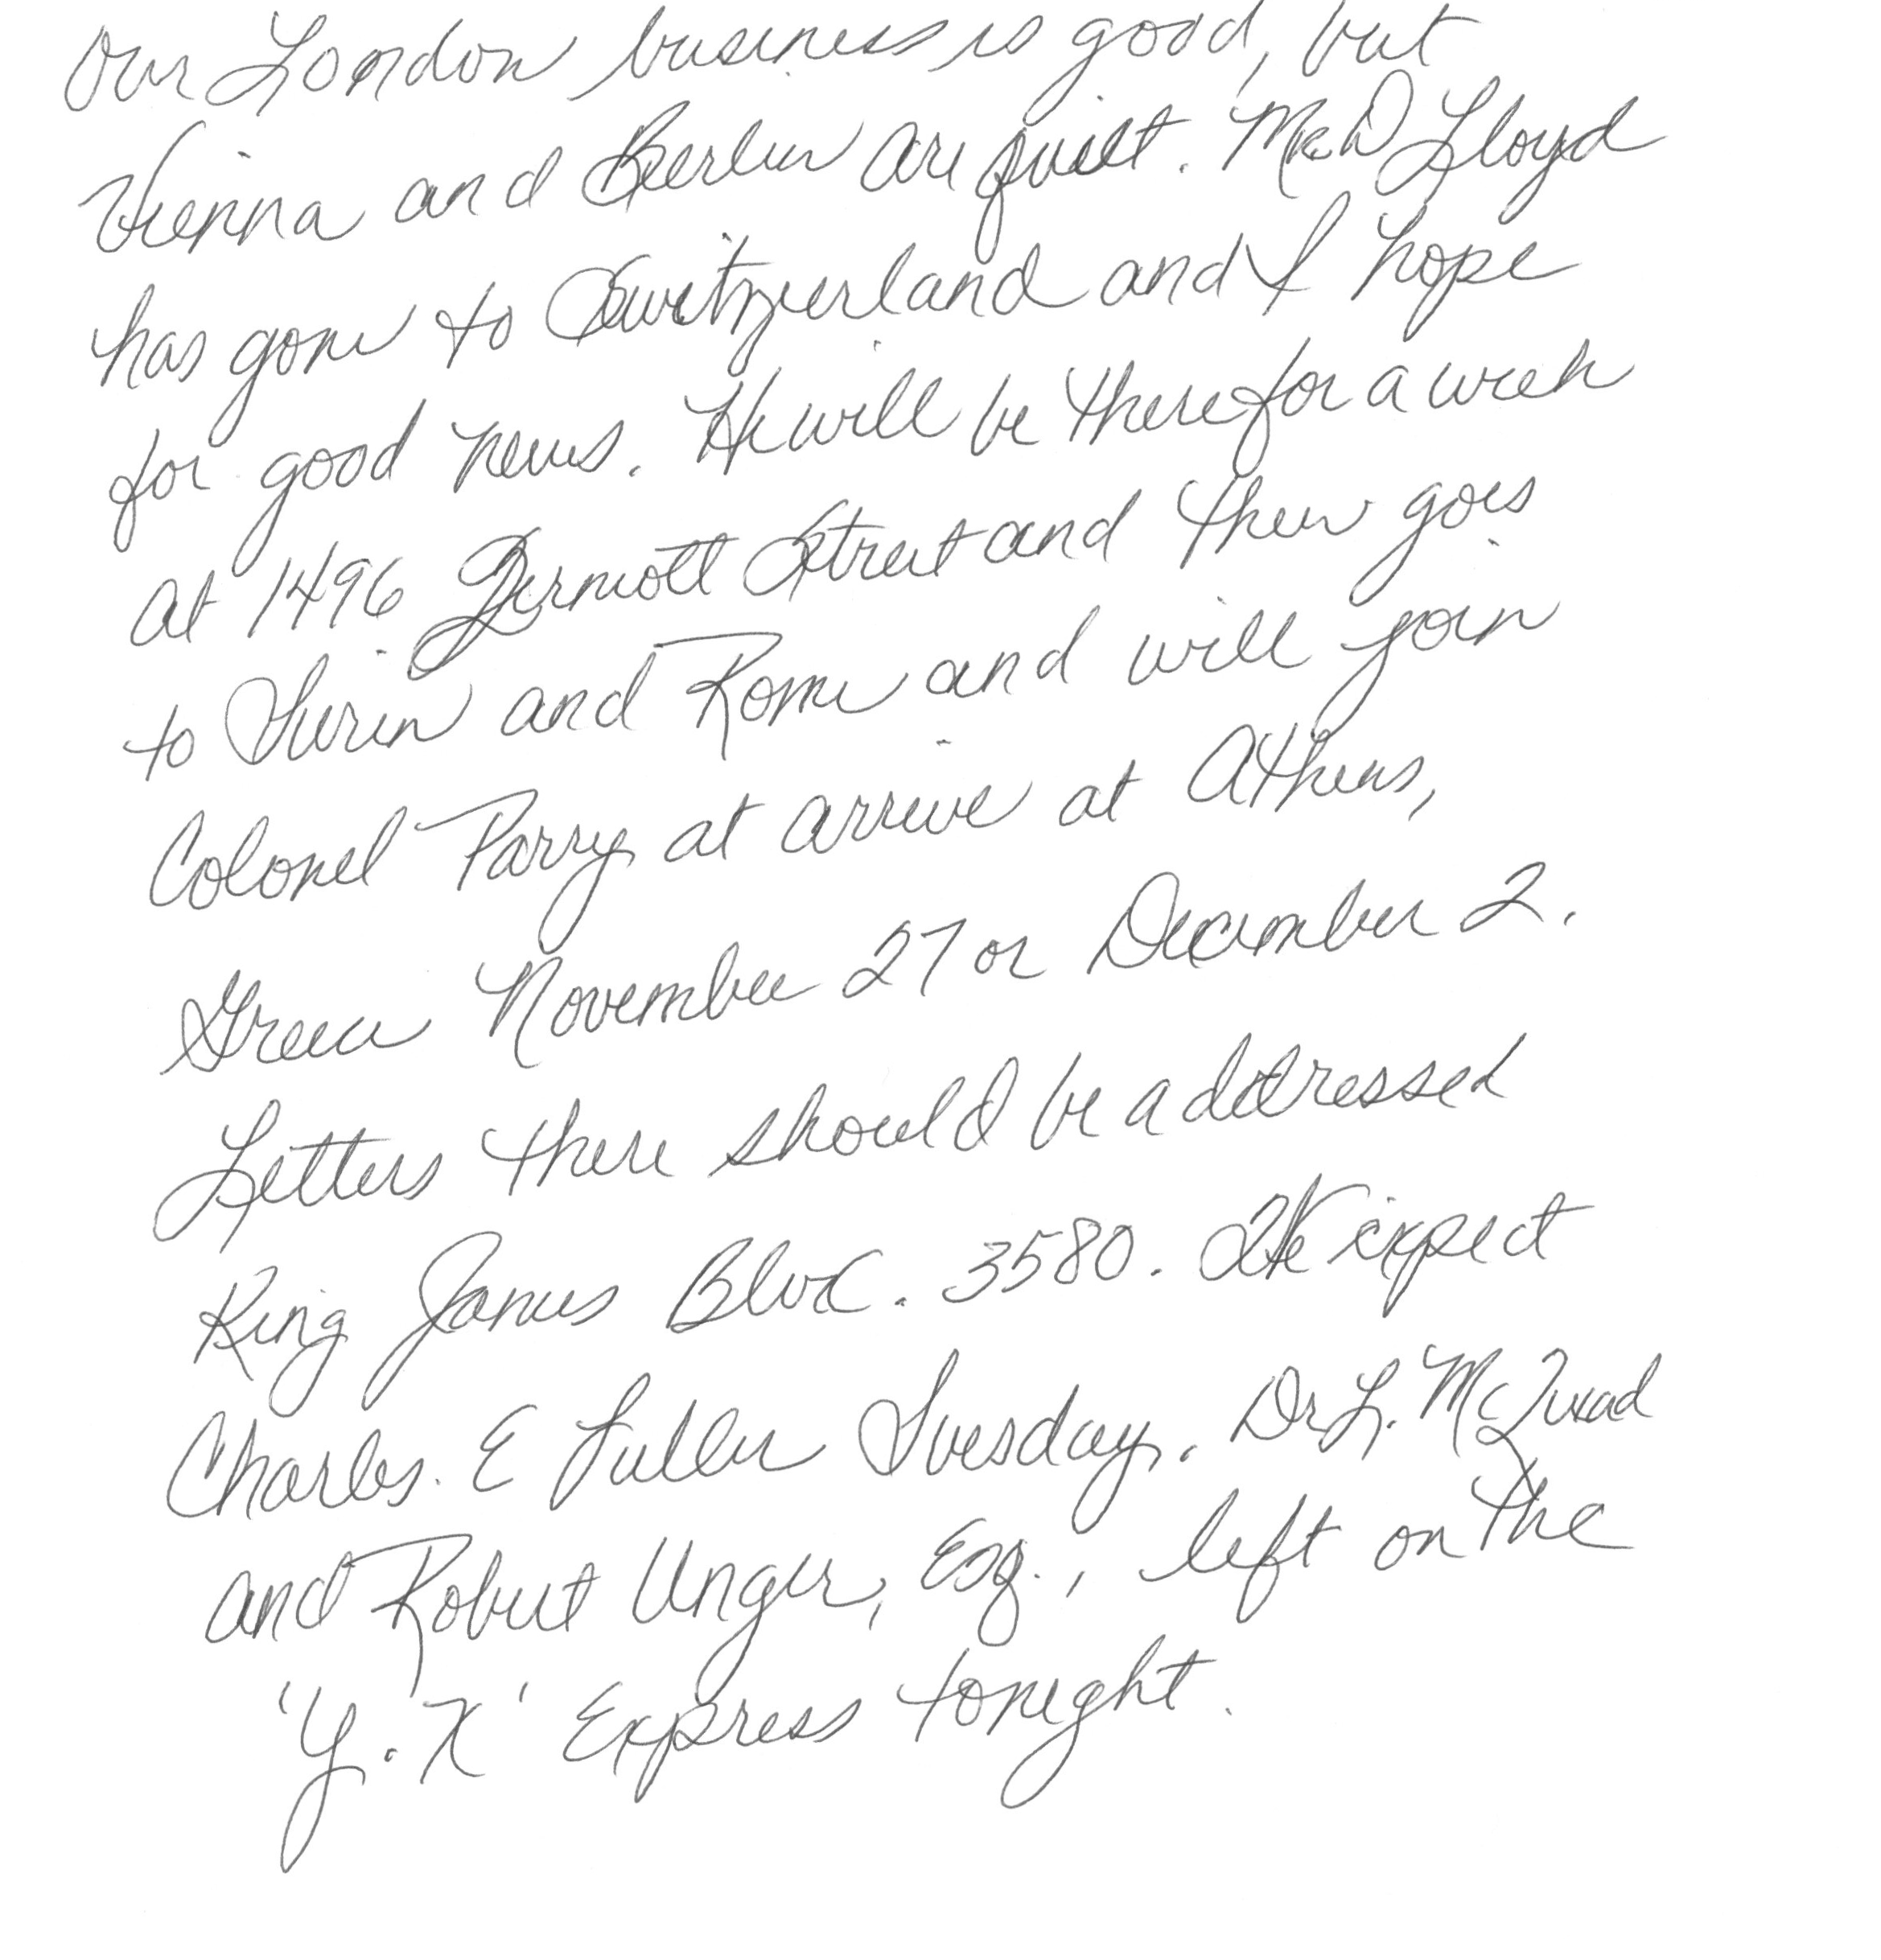 Our London business is good, but
Vienna and Berlin are quiet. Mr. D Lloyd
has gone to Switzerland and I hope
for good news. He will be there for a week
at 1496 Zermott Street and then goes
to Turin and Rome and will join
Colonel Parry at arrive at Athens,
Greece November 27 or December 2.
Letters there should be addressed
King James Blvd. 3580. We expect
Charles. E Fuller Tuesday. Dr L. McQuad
and Robert Unger, Esq., left on the
'Y. X' Express tonight.